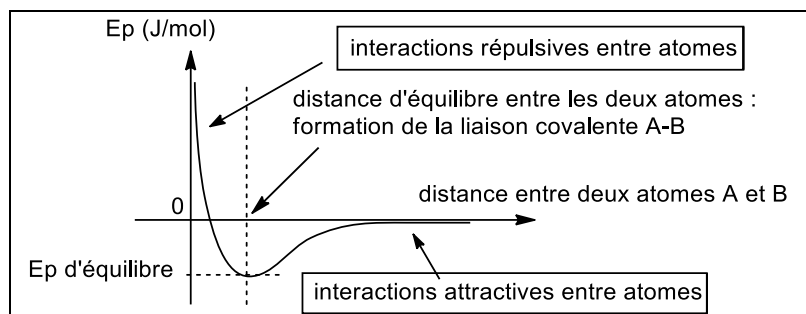 Ep (J/mol)
interactions répulsives entre atomes
distance d'équilibre entre les deux atomes :
formation de la liaison covalente A-B
distance entre deux atomes A et B
0
Ep d'équilibre
interactions attractives entre atomes